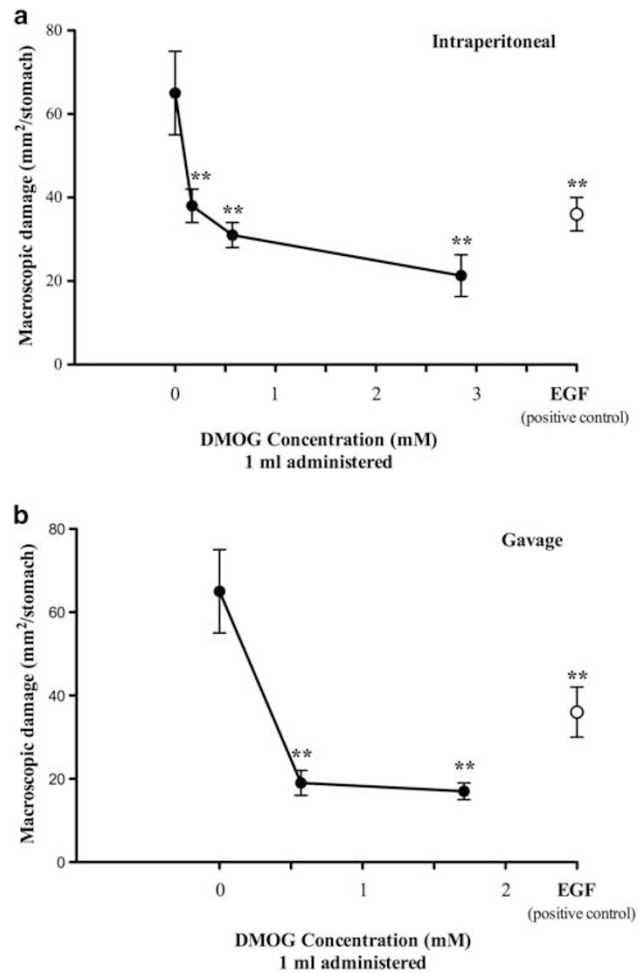 a
Intraperitoneal
Macroscopic damage (mm²/stomach)
80
60
40
20
0
**
**
**
**
0 1 2 3 EGF
(positive control)
DMOG Concentration (mM)
1 ml administered
b
Gavage
Macroscopic damage (mm²/stomach)
80
60
40
20
0
**
**
**
0 1 2 EGF
(positive control)
DMOG Concentration (mM)
1 ml administered